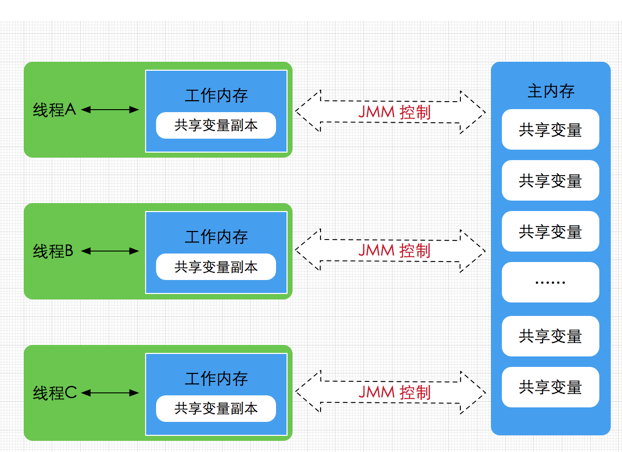 线程A
工作内存
共享变量副本
JMM 控制
线程B
工作内存
共享变量副本
JMM 控制
线程C
工作内存
共享变量副本
JMM 控制
主内存
共享变量
共享变量
共享变量
······
共享变量
共享变量